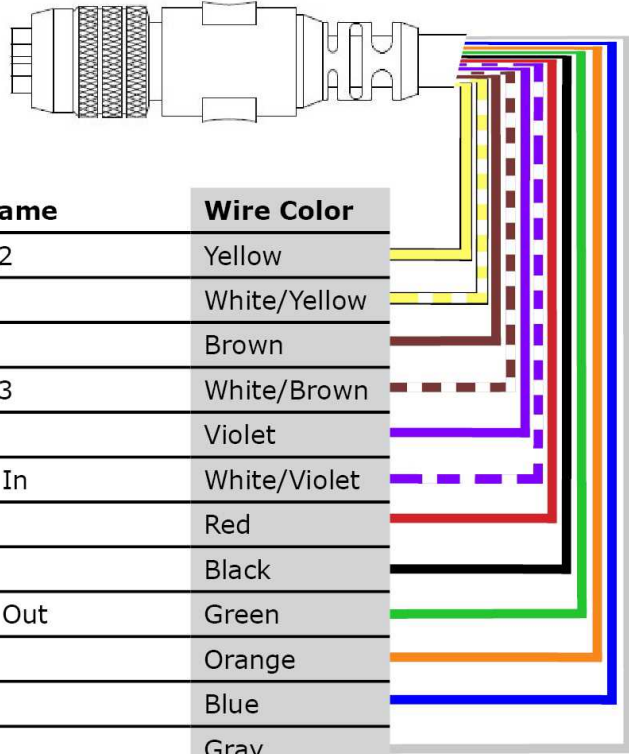 ame Wire Color
2 Yellow
White/Yellow
Brown
3 White/Brown
Violet
In White/Violet
Red
Black
Out Green
Orange
Blue
Gray